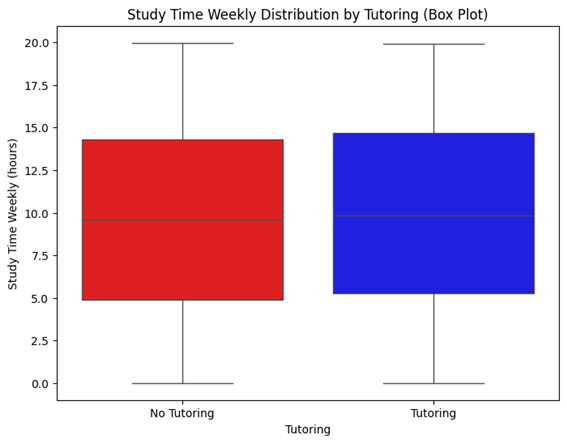 Study Time Weekly Distribution by Tutoring (Box Plot)
20.0
17.5
15.0
12.5
10.0
7.5
5.0
2.5
0.0
Study Time Weekly (hours)
No Tutoring
Tutoring
Tutoring